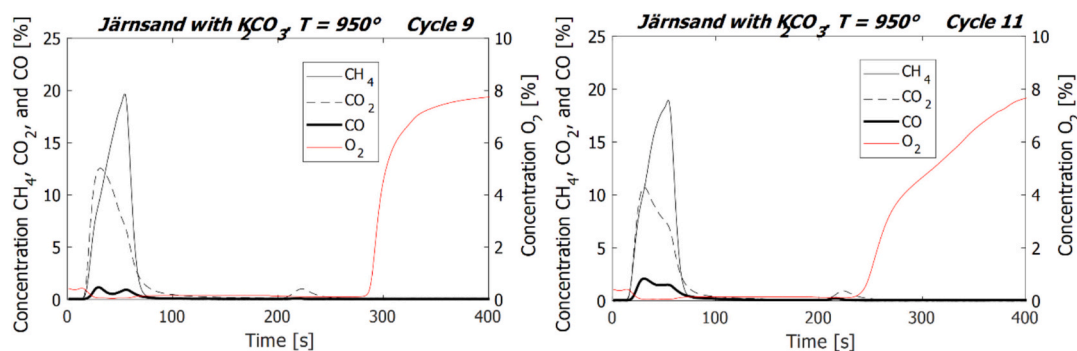 Järnsand with K2CO3, T = 950° Cycle 9
Concentration CH4, CO2, and CO [%]
25
20
15
10
5
0
CH4
CO2
CO
O2
10
8
6
4
2
0
Concentration O2 [%]
0 100 200 300 400
Time [s]
Järnsand with K2CO3, T = 950° Cycle 11
Concentration CH4, CO2, and CO [%]
25
20
15
10
5
0
CH4
CO2
CO
O2
10
8
6
4
2
0
Concentration O2 [%]
0 100 200 300 400
Time [s]